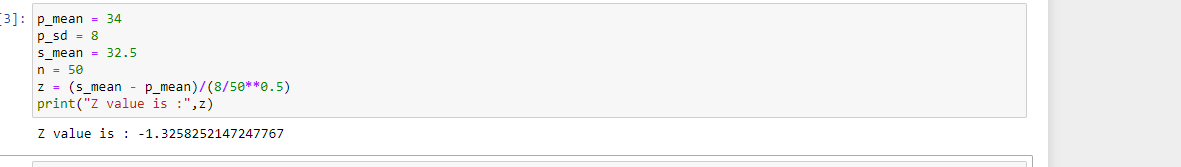 [3]: p_mean = 34
p_sd = 8
s_mean = 32.5
n = 50
z = (s_mean - p_mean)/(8/50**0.5)
print("Z value is :",z)
Z value is : -1.3258252147247767